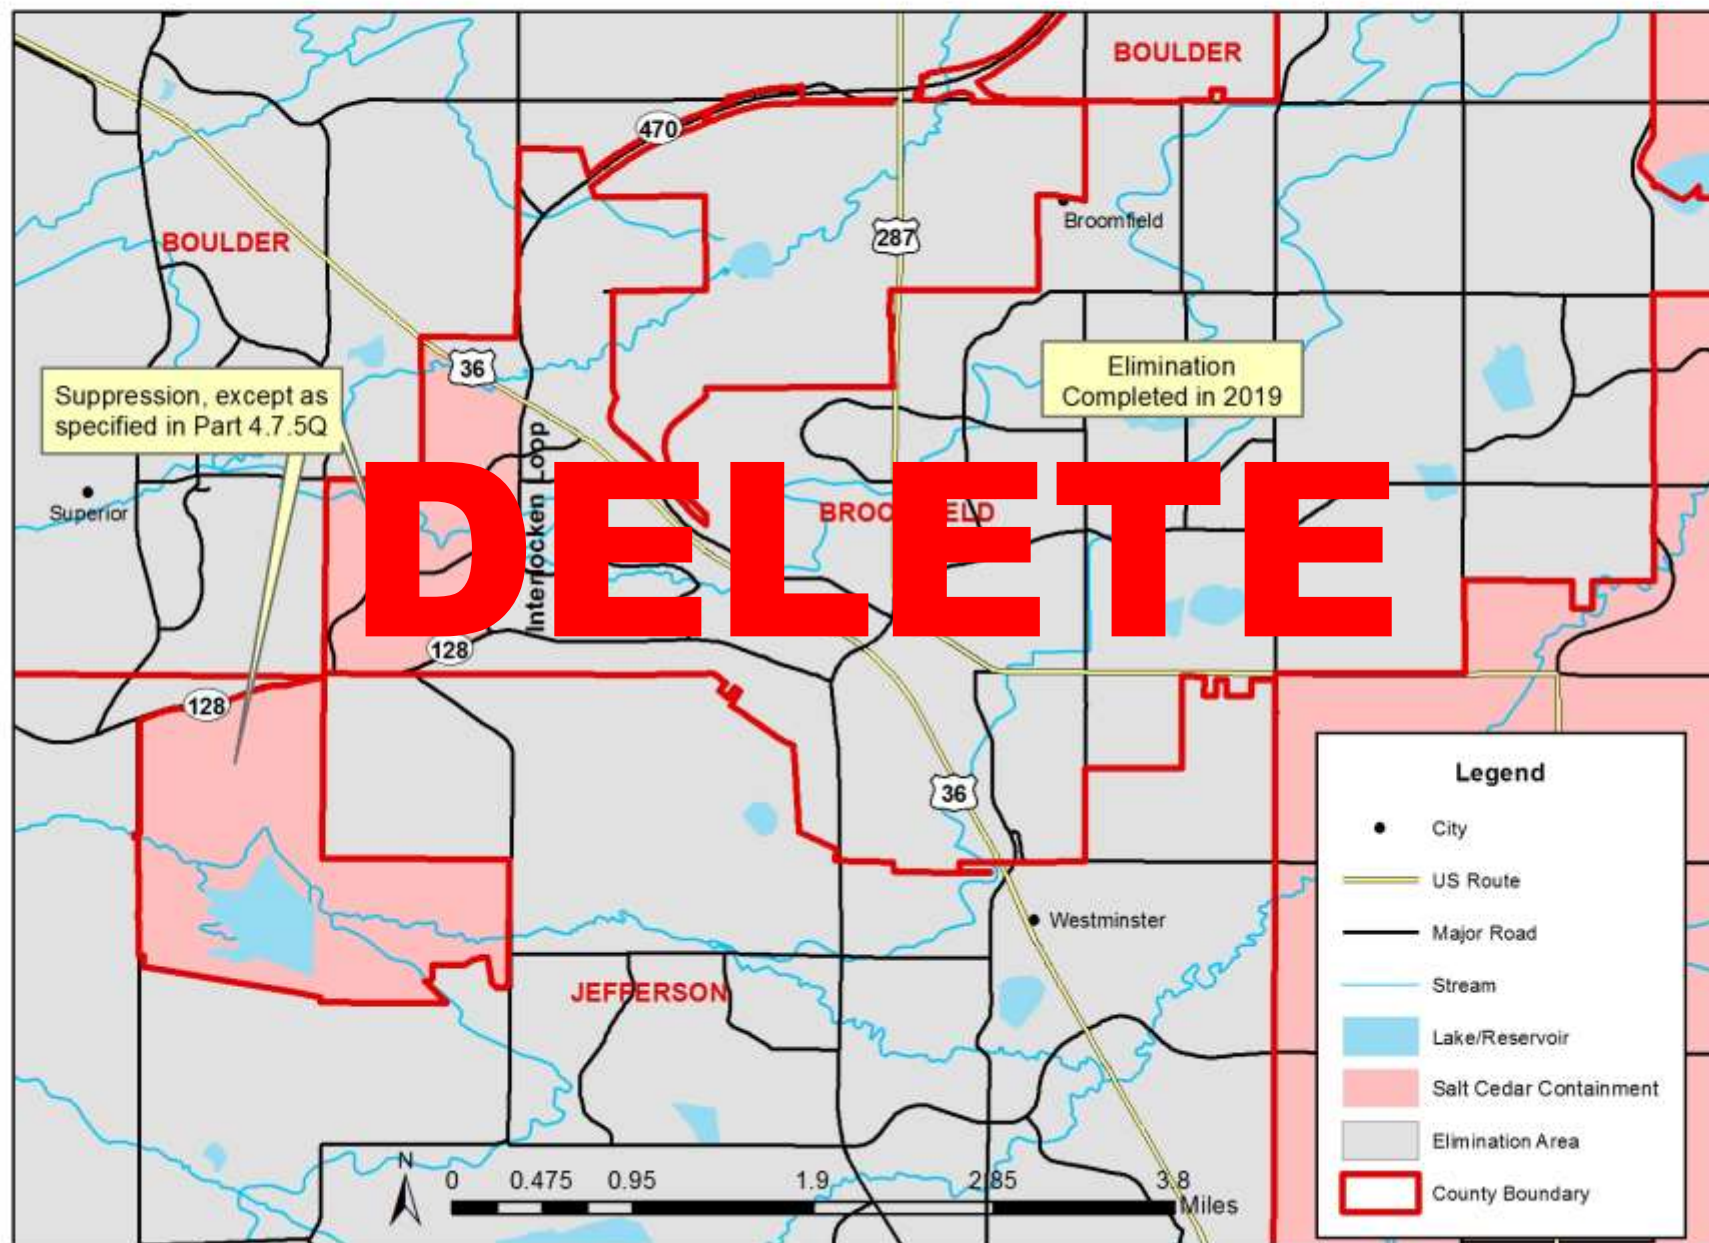 BOULDER
470
Broomfield
287
BOULDER
36
Elimination
Completed in 2019
Suppression, except as
specified in Part 4.7.5Q
Interlocken Loop
DELETE
BROOMFIELD
Superior
128
128
36
Westminster
JEFFERSON
N
0 0.475 0.95 1.9 2.85 3.8
Miles
Legend
City
US Route
Major Road
Stream
Lake/Reservoir
Salt Cedar Containment
Elimination Area
County Boundary